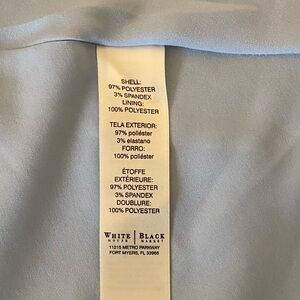 SHELL:
97% POLYESTER
3% SPANDEX
LINING:
100% POLYESTER
TELA EXTERIOR:
97% poliéster
3% elastano
FORRO:
100% poliéster
ÉTOFFE
EXTÉRIEURE:
97% POLYESTER
3% SPANDEX
DOUBLURE:
100% POLYESTER
WHITE | BLACK
HOUSE MARKET
11215 METRO PARKWAY
FORT MYERS, FL 33966